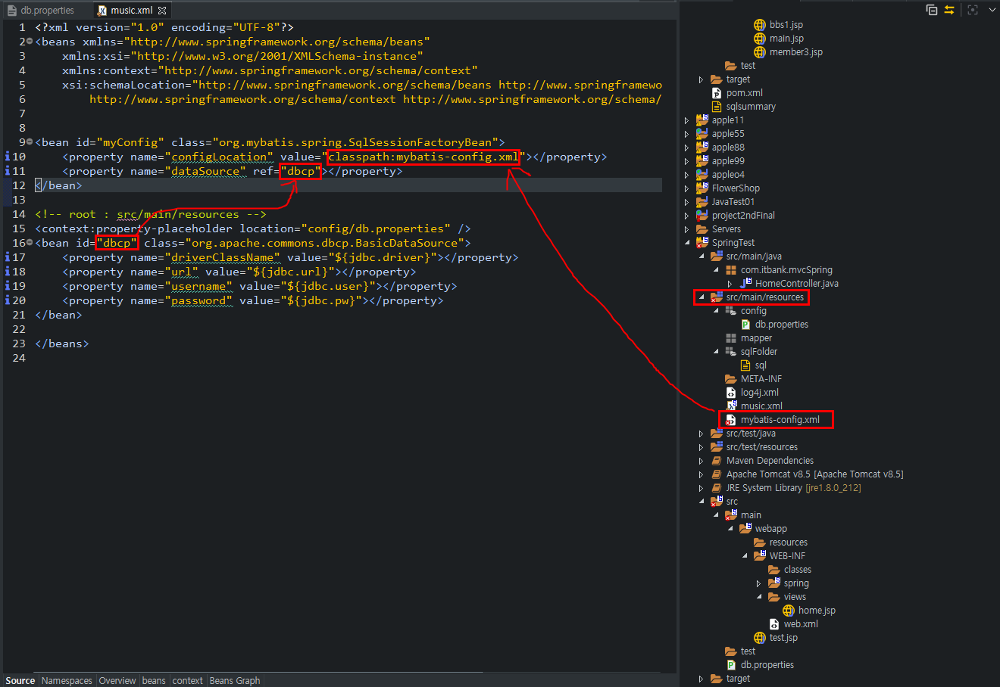 db.properties
music.xml
1 <?xml version="1.0" encoding="UTF-8"?>
2 <beans xmlns="http://www.springframework.org/schema/beans"
3 xmlns:xsi="http://www.w3.org/2001/XMLSchema-instance"
4 xmlns:context="http://www.springframework.org/schema/context"
5 xsi:schemaLocation="http://www.springframework.org/schema/beans http://www.springframewo
6 http://www.springframework.org/schema/context http://www.springframework.org/schema/
7
8
9 <bean id="myConfig" class="org.mybatis.spring.SqlSessionFactoryBean">
10 <property name="configLocation" value="classpath:mybatis-config.xml"></property>
11 <property name="dataSource" ref="dbcp"></property>
12 </bean>
13
14 <!-- root : src/main/resources -->
15 <context:property-placeholder location="config/db.properties" />
16 <bean id="dbcp" class="org.apache.commons.dbcp.BasicDataSource">
17 <property name="driverClassName" value="${jdbc.driver}"></property>
18 <property name="url" value="${jdbc.url}"></property>
19 <property name="username" value="${jdbc.user}"></property>
20 <property name="password" value="${jdbc.pw}"></property>
21 </bean>
22
23 </beans>
24
Source Namespaces Overview beans context Beans Graph
bbs1.jsp
main.jsp
member3.jsp
test
target
pom.xml
sqlsummary
apple11
apple55
apple88
apple99
appleo4
FlowerShop
JavaTest01
project2ndFinal
Servers
SpringTest
src/main/java
com.itbank.mvcSpring
HomeController.java
src/main/resources
config
db.properties
mapper
sqlFolder
sql
META-INF
log4j.xml
music.xml
mybatis-config.xml
src/test/java
src/test/resources
Maven Dependencies
Apache Tomcat v8.5 [Apache Tomcat v8.5]
JRE System Library [jre1.8.0_212]
src
main
webapp
resources
WEB-INF
classes
spring
views
home.jsp
web.xml
test.jsp
test
db.properties
target